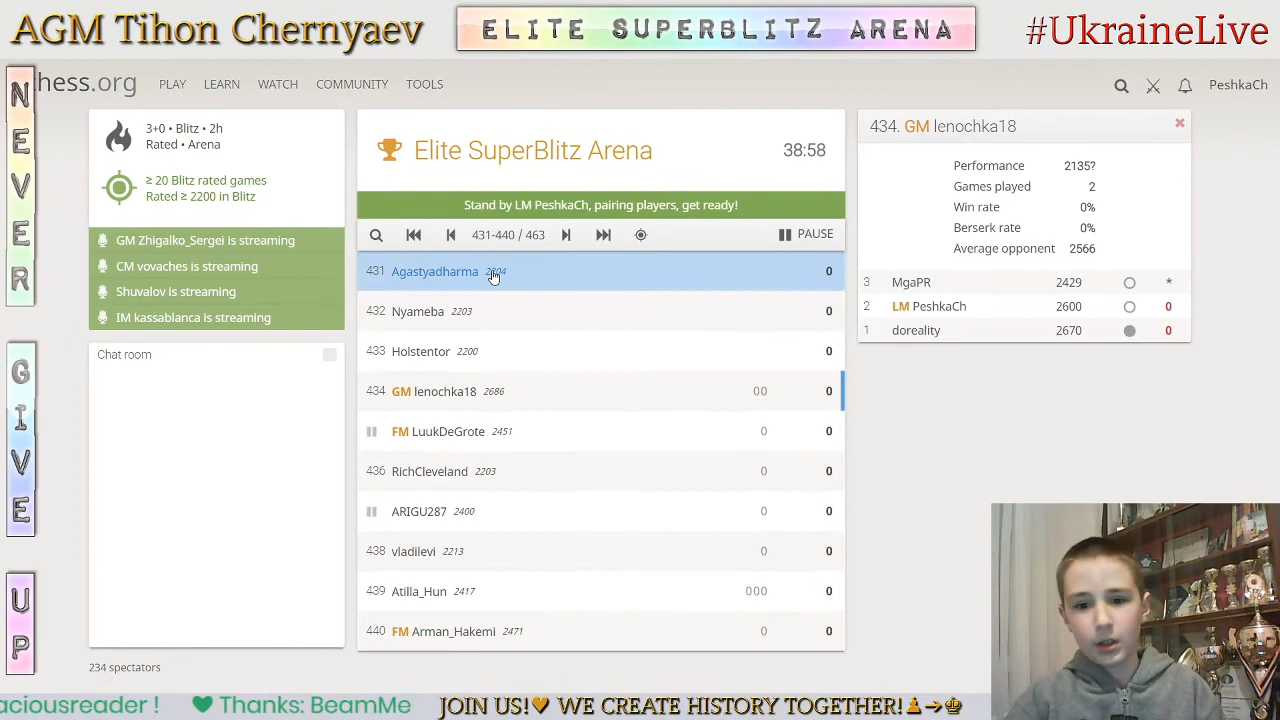 AGM Tihon Chernyaev
ELITE SUPERBLITZ ARENA
#UkraineLive
NEVER
GIVE
UP
hess.org
PLAY LEARN WATCH COMMUNITY TOOLS
PeshkaCh
3+0 • Blitz • 2h
Rated • Arena
≥ 20 Blitz rated games
Rated ≥ 2200 in Blitz
GM Zhigalko_Sergei is streaming
CM vovaches is streaming
Shuvalov is streaming
IM kassablanca is streaming
Chat room
234 spectators
Elite SuperBlitz Arena 38:58
Stand by LM PeshkaCh, pairing players, get ready!
431-440 / 463 PAUSE
431 Agastyadharma 0
432 Nyameba 2203 0
433 Holstentor 2200 0
434 GM lenochka18 2686 00 0
FM LuukDeGrote 2451 0 0
436 RichCleveland 2203 0 0
ARIGU287 2400 0 0
438 vladilevi 2213 0 0
439 Atilla_Hun 2417 000 0
440 FM Arman_Hakemi 2471 0 0
434. GM lenochka18
Performance 2135?
Games played 2
Win rate 0%
Berserk rate 0%
Average opponent 2566
3 MgaPR 2429 *
2 LM PeshkaCh 2600 0
1 doreality 2670 0
aciousreader ! Thanks: BeamMe
JOIN US!🧡 WE CREATE HISTORY TOGETHER!♟→♚